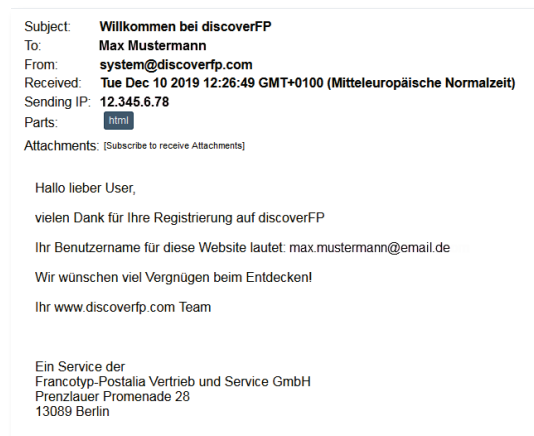 Subject: Willkommen bei discoverFP
To: Max Mustermann
From: system@discoverfp.com
Received: Tue Dec 10 2019 12:26:49 GMT+0100 (Mitteleuropäische Normalzeit)
Sending IP: 12.345.6.78
Parts: html
Attachments: [Subscribe to receive Attachments]
Hallo lieber User,
vielen Dank für Ihre Registrierung auf discoverFP
Ihr Benutzername für diese Website lautet: max.mustermann@email.de
Wir wünschen viel Vergnügen beim Entdecken!
Ihr www.discoverfp.com Team
Ein Service der
Francotyp-Postalia Vertrieb und Service GmbH
Prenzlauer Promenade 28
13089 Berlin